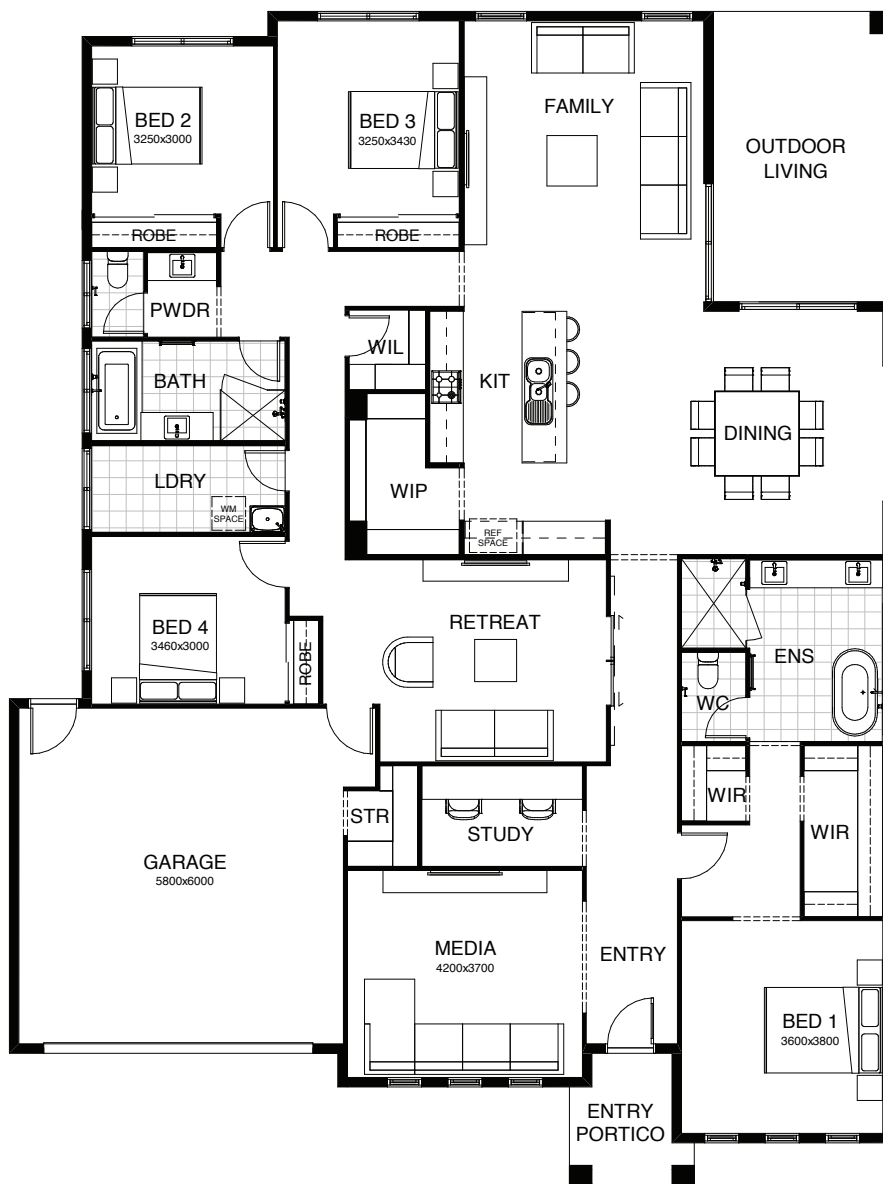 FAMILY
BED 2
3250x3000
BED 3
3250x3430
OUTDOOR
LIVING
ROBE
ROBE
PWDR
WIL
BATH
KIT
DINING
LDRY
WIP
WM
SPACE
REF
SPACE
BED 4
3460x3000
ROBE
RETREAT
ENS
WC
WIR
WIR
STR
STUDY
GARAGE
5800x6000
MEDIA
4200x3700
ENTRY
BED 1
3600x3800
ENTRY
PORTICO